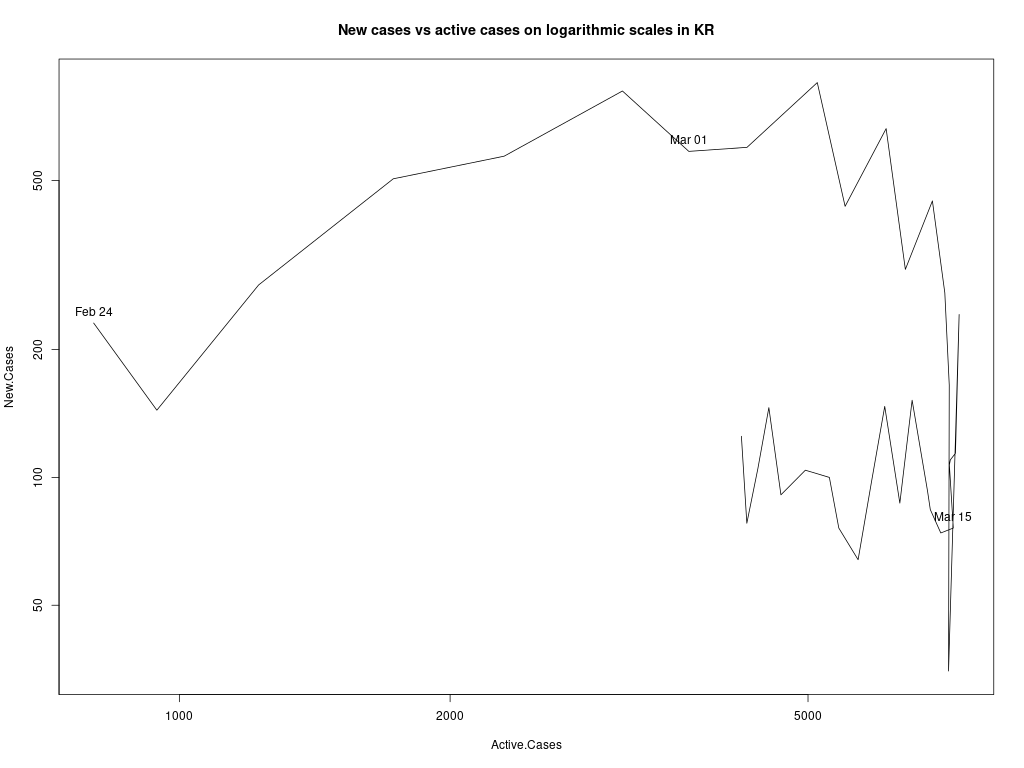 New cases vs active cases on logarithmic scales in KR
Mar 01
500
Feb 24
200
New.Cases
100
Mar 15
50
1000 2000 5000
Active.Cases